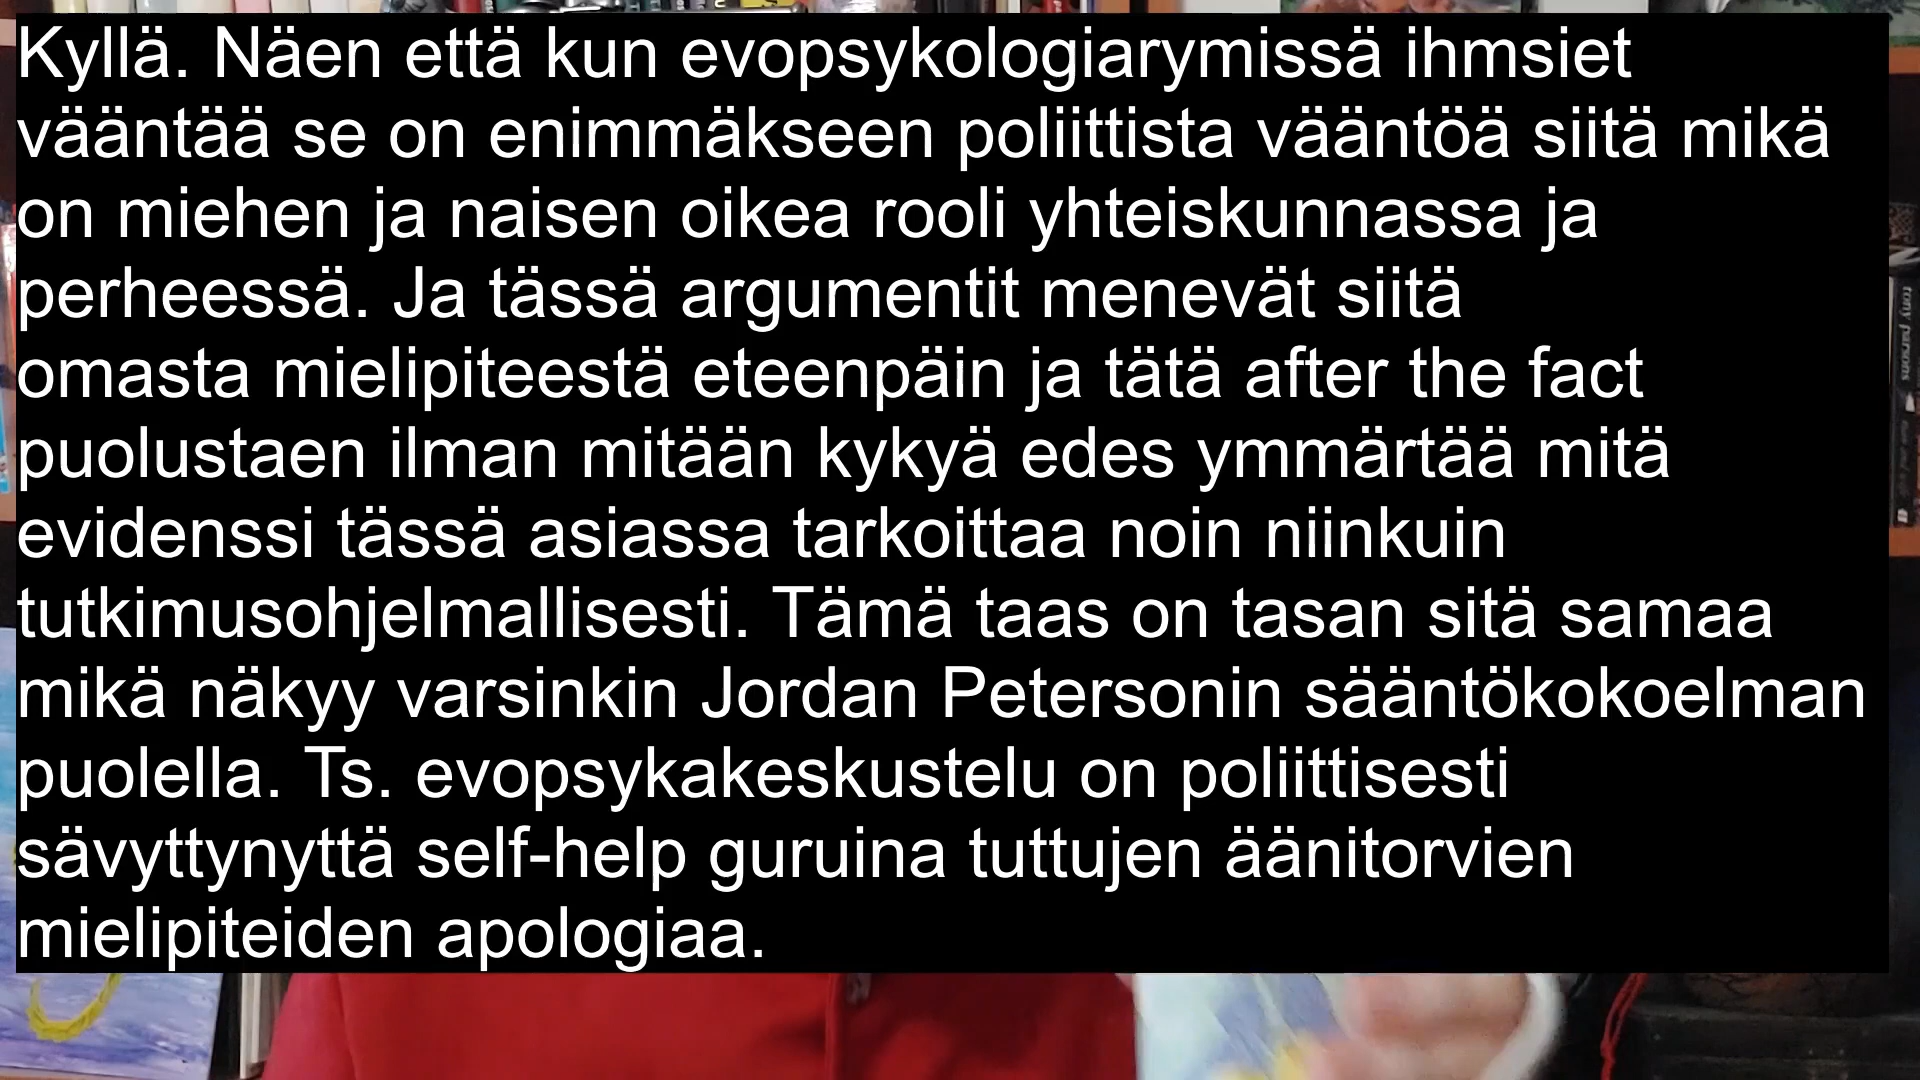 Kyllä. Näen että kun evopsykologiarymissä ihmsiet
vääntää se on enimmäkseen poliittista vääntöä siitä mikä
on miehen ja naisen oikea rooli yhteiskunnassa ja
perheessä. Ja tässä argumentit menevät siitä
omasta mielipiteestä eteenpäin ja tätä after the fact
puolustaen ilman mitään kykyä edes ymmärtää mitä
evidenssi tässä asiassa tarkoittaa noin niinkuin
tutkimusohjelmallisesti. Tämä taas on tasan sitä samaa
mikä näkyy varsinkin Jordan Petersonin sääntökokoelman
puolella. Ts. evopsykakeskustelu on poliittisesti
sävyttynyttä self-help guruina tuttujen äänitorvien
mielipiteiden apologiaa.
tony parsons